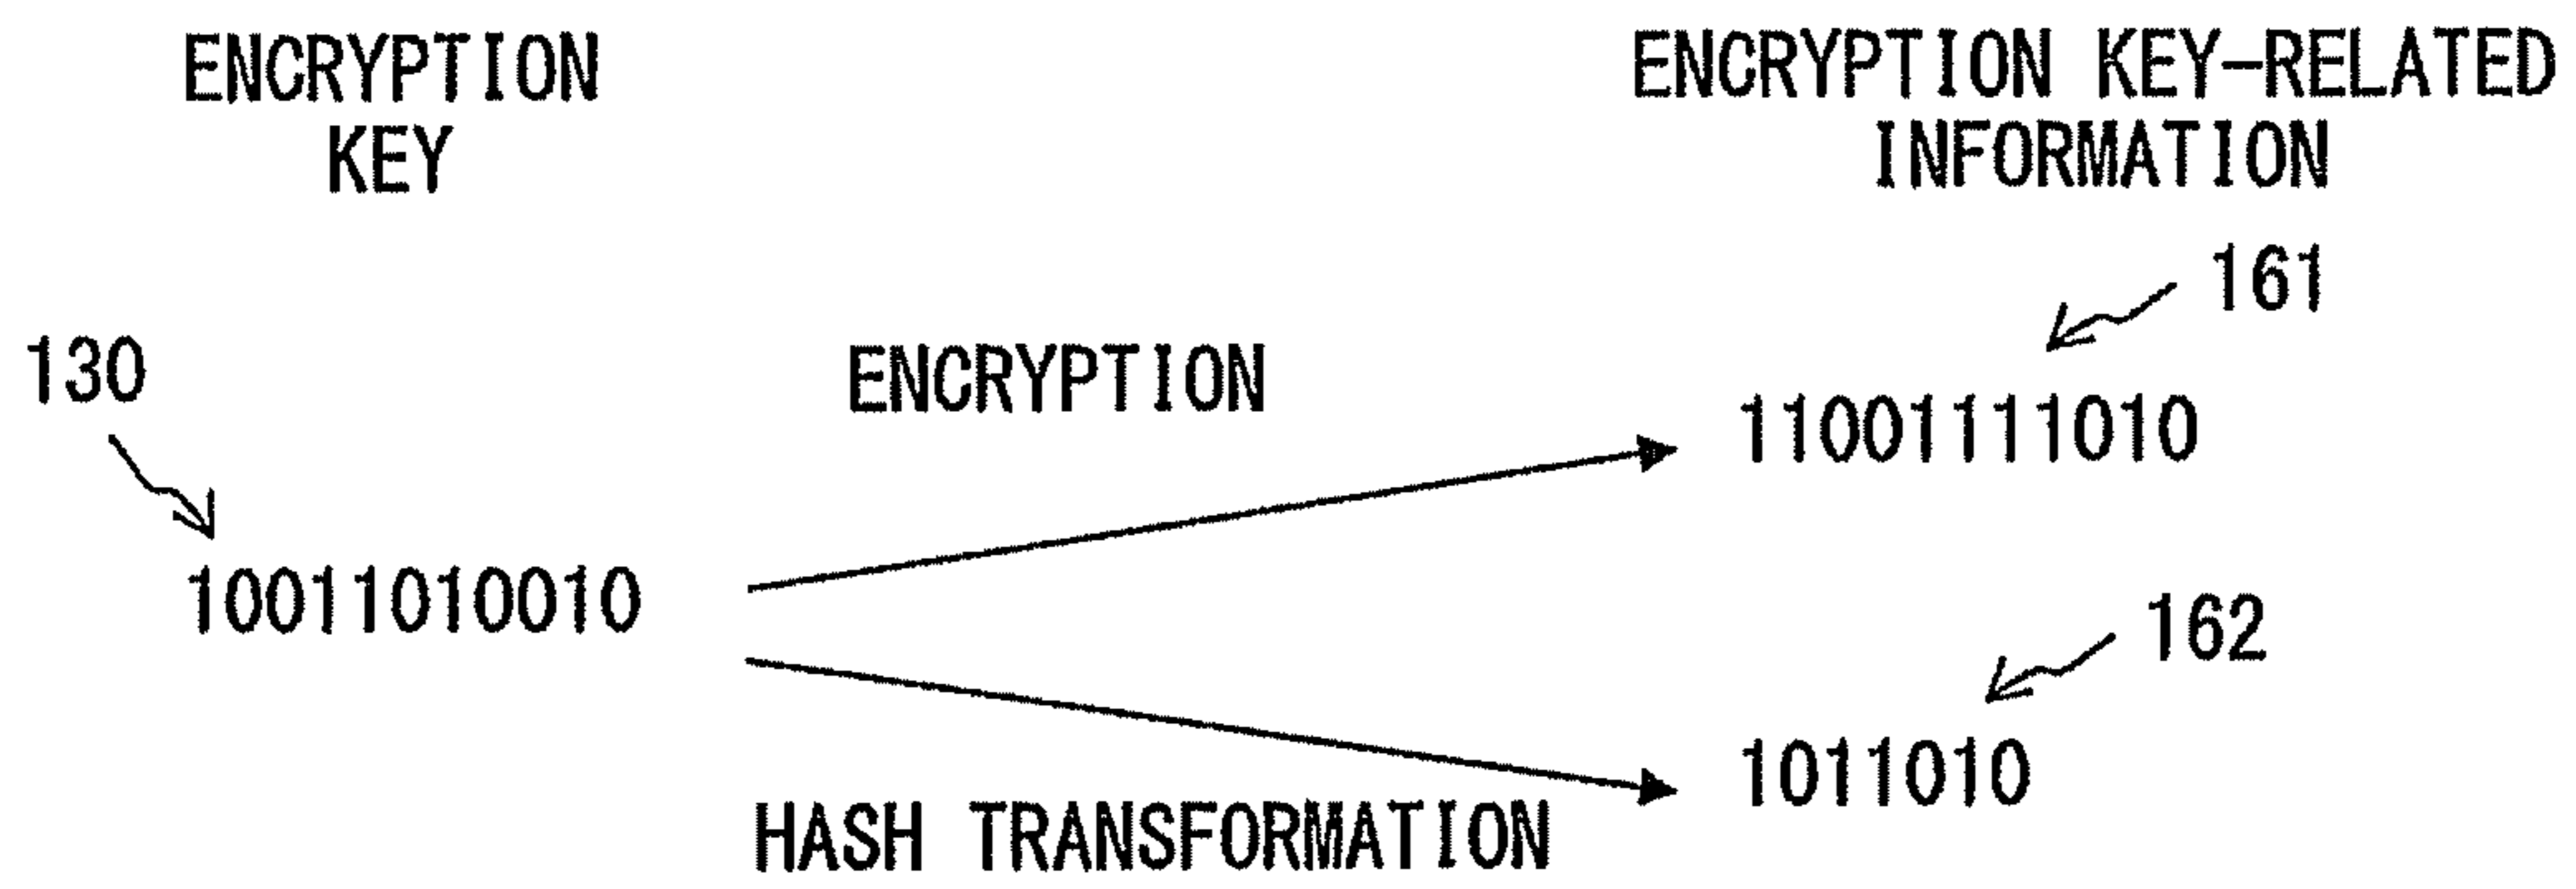 ENCRYPTION
KEY
ENCRYPTION KEY-RELATED
INFORMATION
161
130
ENCRYPTION
11001111010
10011010010
162
1011010
HASH TRANSFORMATION